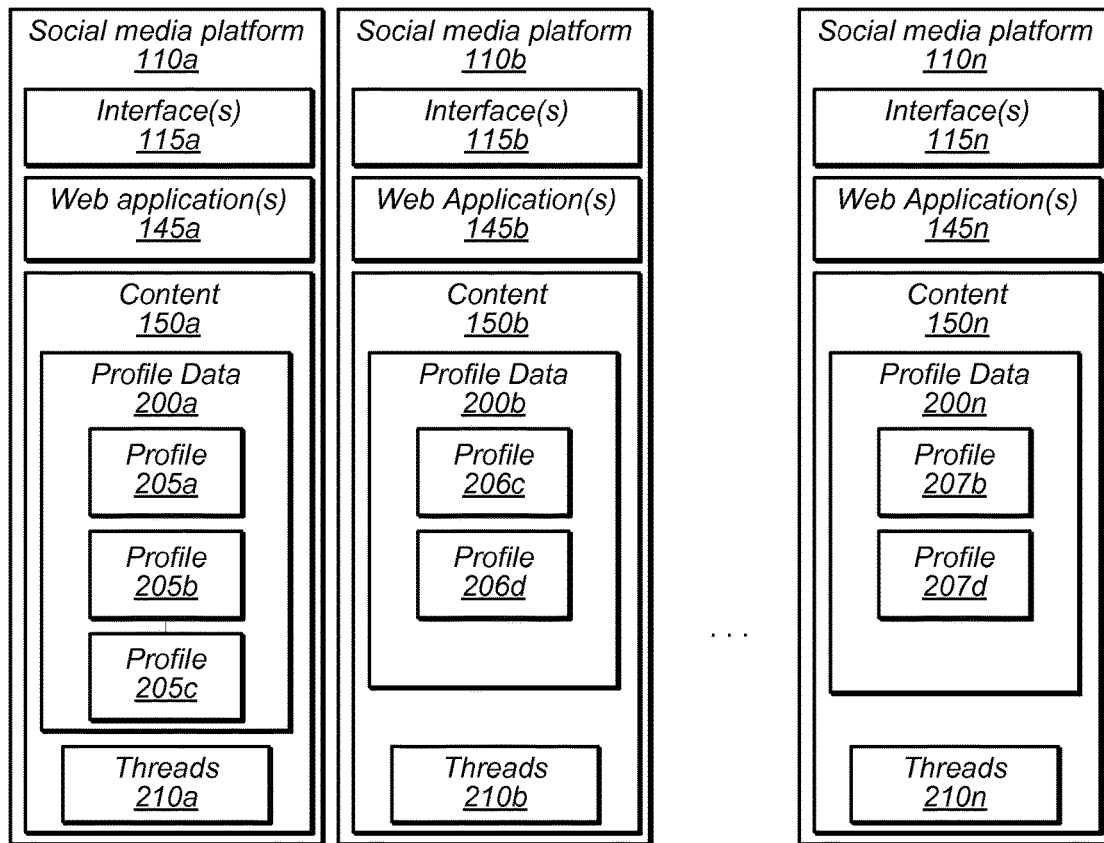 Social media platform
110a
Interface(s)
115a
Web application(s)
145a
Content
150a
Profile Data
200a
Profile
205a
Profile
205b
Profile
205c
Threads
210a
Social media platform
110b
Interface(s)
115b
Web Application(s)
145b
Content
150b
Profile Data
200b
Profile
206c
Profile
206d
Threads
210b
. . .
Social media platform
110n
Interface(s)
115n
Web Application(s)
145n
Content
150n
Profile Data
200n
Profile
207b
Profile
207d
Threads
210n